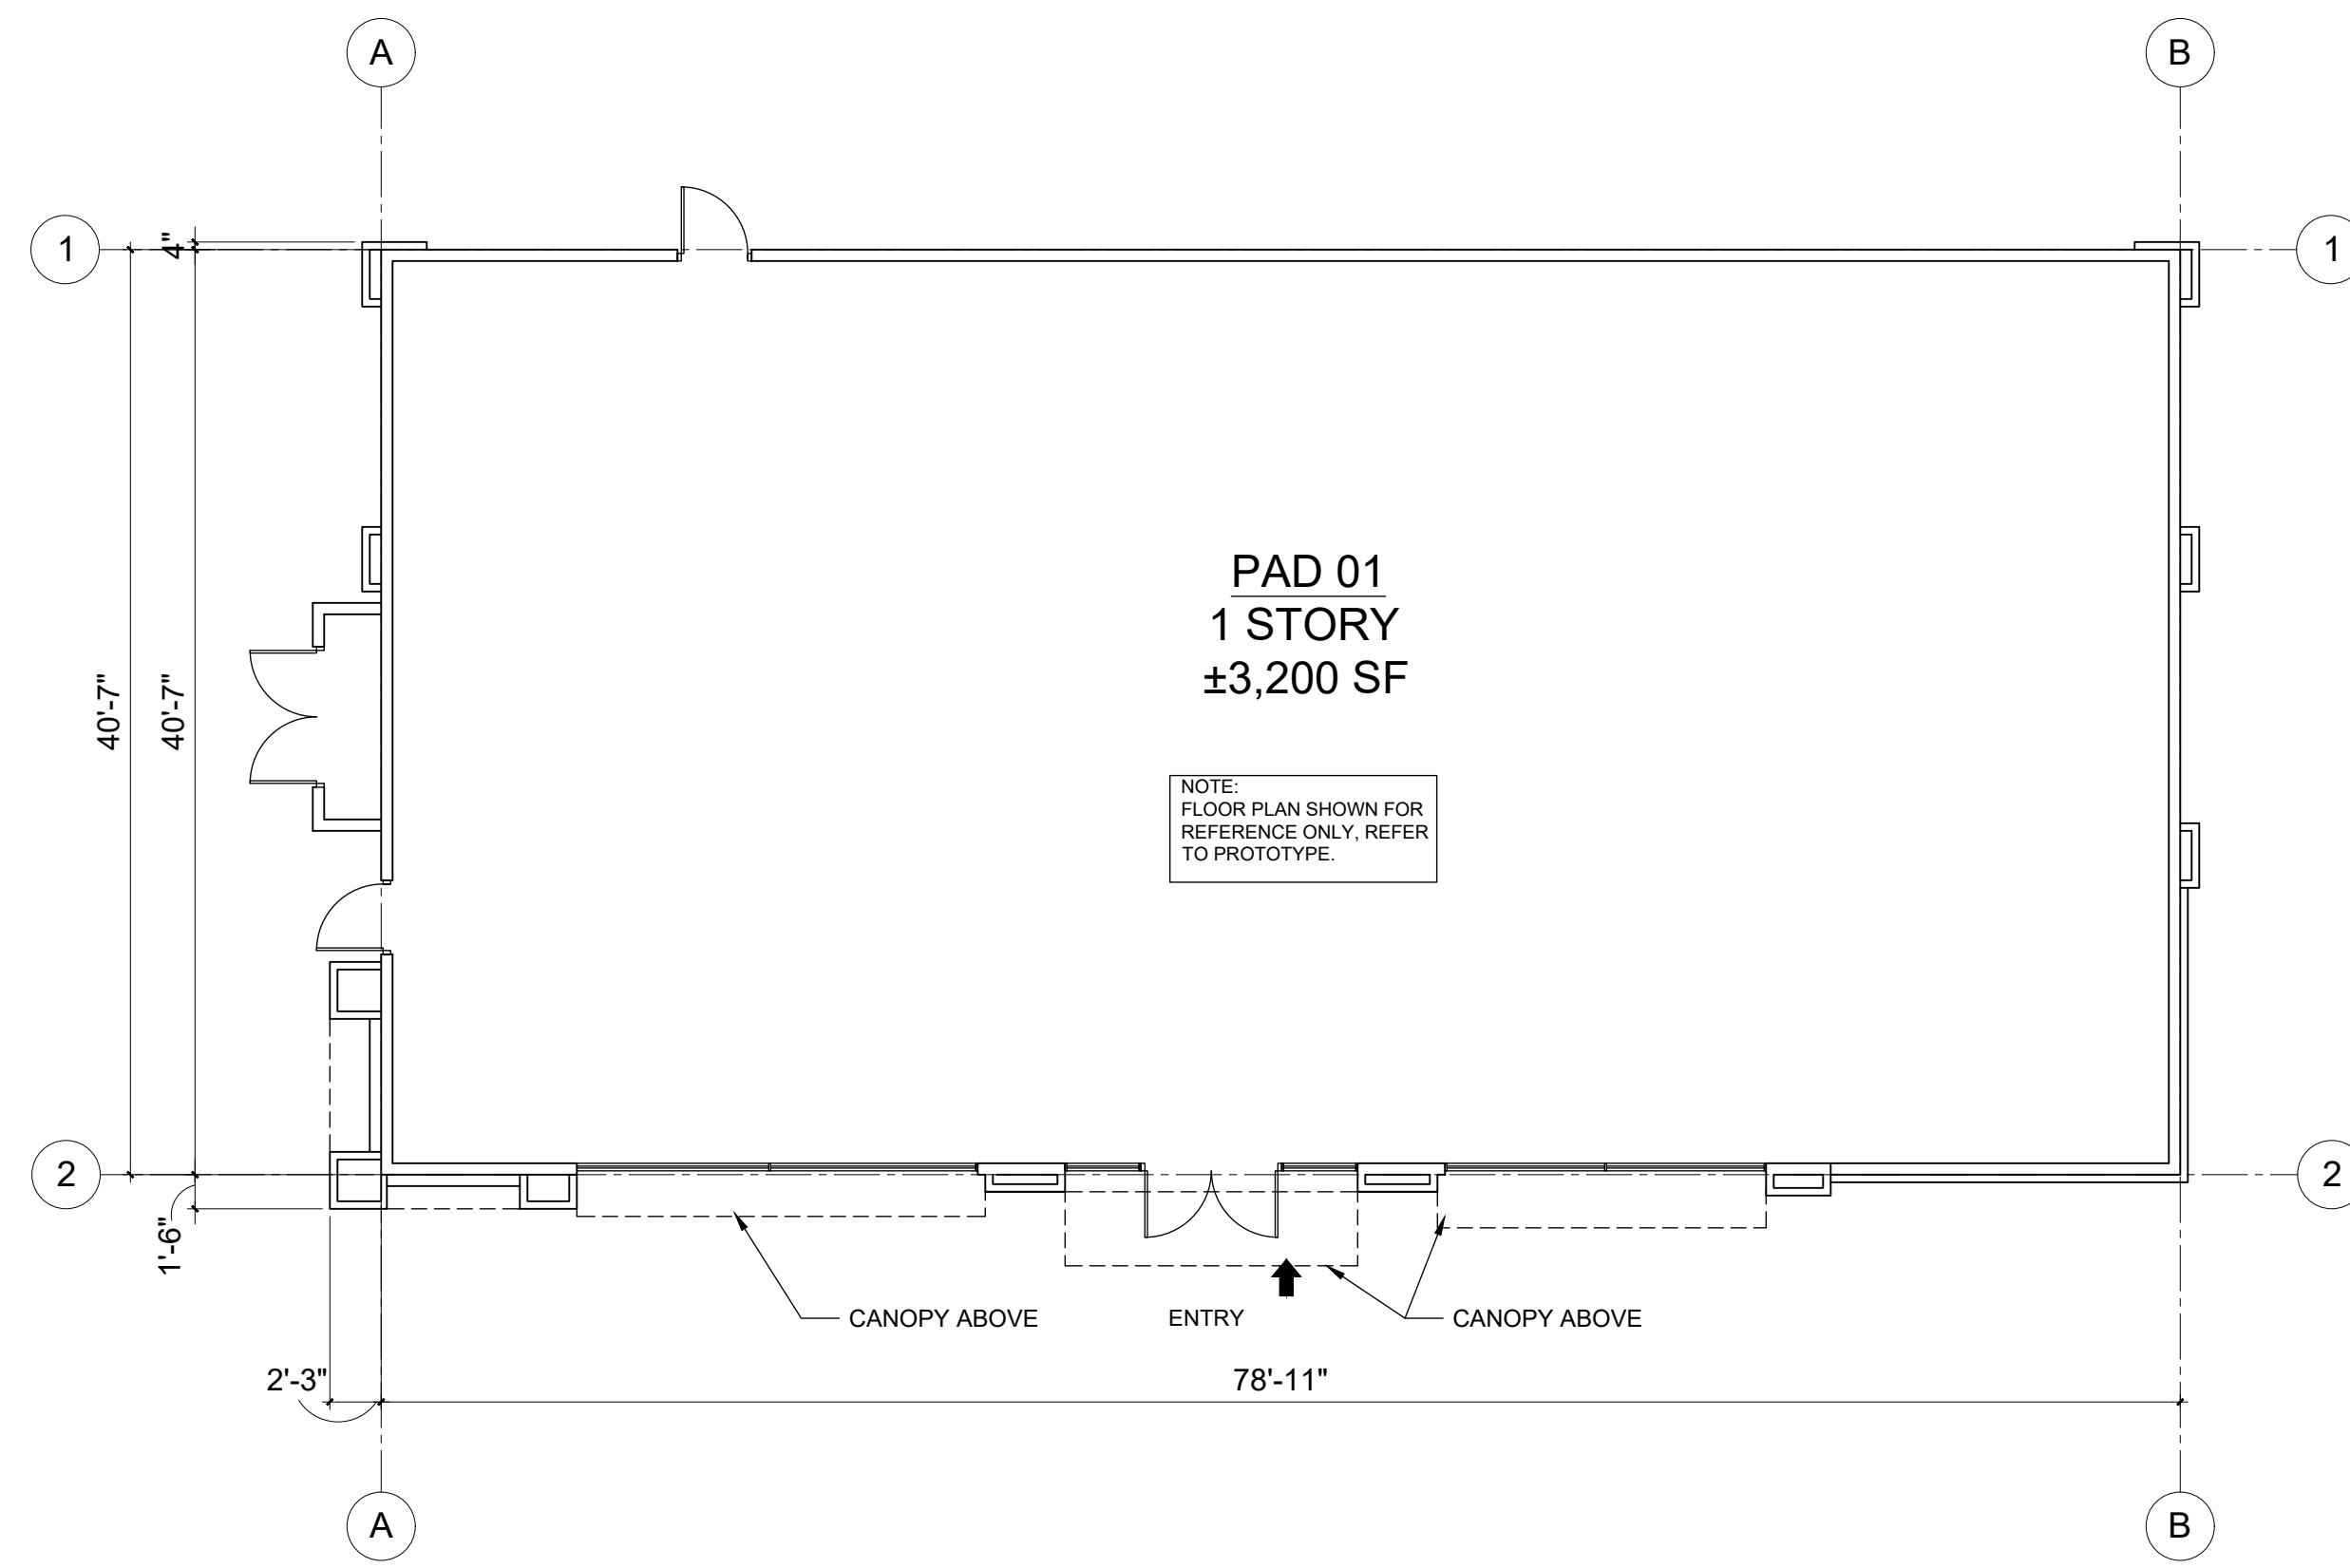 A
B
1
4"
1
PAD 01
1 STORY
±3,200 SF
40'-7"
40'-7"
NOTE:
FLOOR PLAN SHOWN FOR
REFERENCE ONLY, REFER
TO PROTOTYPE.
2
2
1'-6"
CANOPY ABOVE
ENTRY
CANOPY ABOVE
2'-3"
78'-11"
A
B